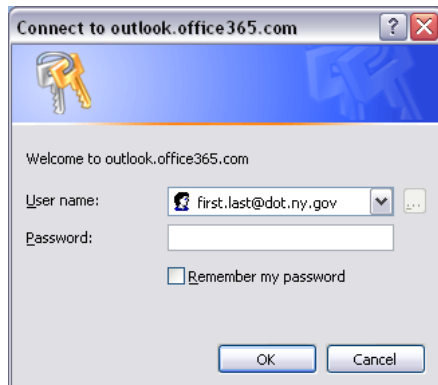 Connect to outlook.office365.com
Welcome to outlook.office365.com
User name: first.last@dot.ny.gov ...
Password:
Remember my password
OK Cancel